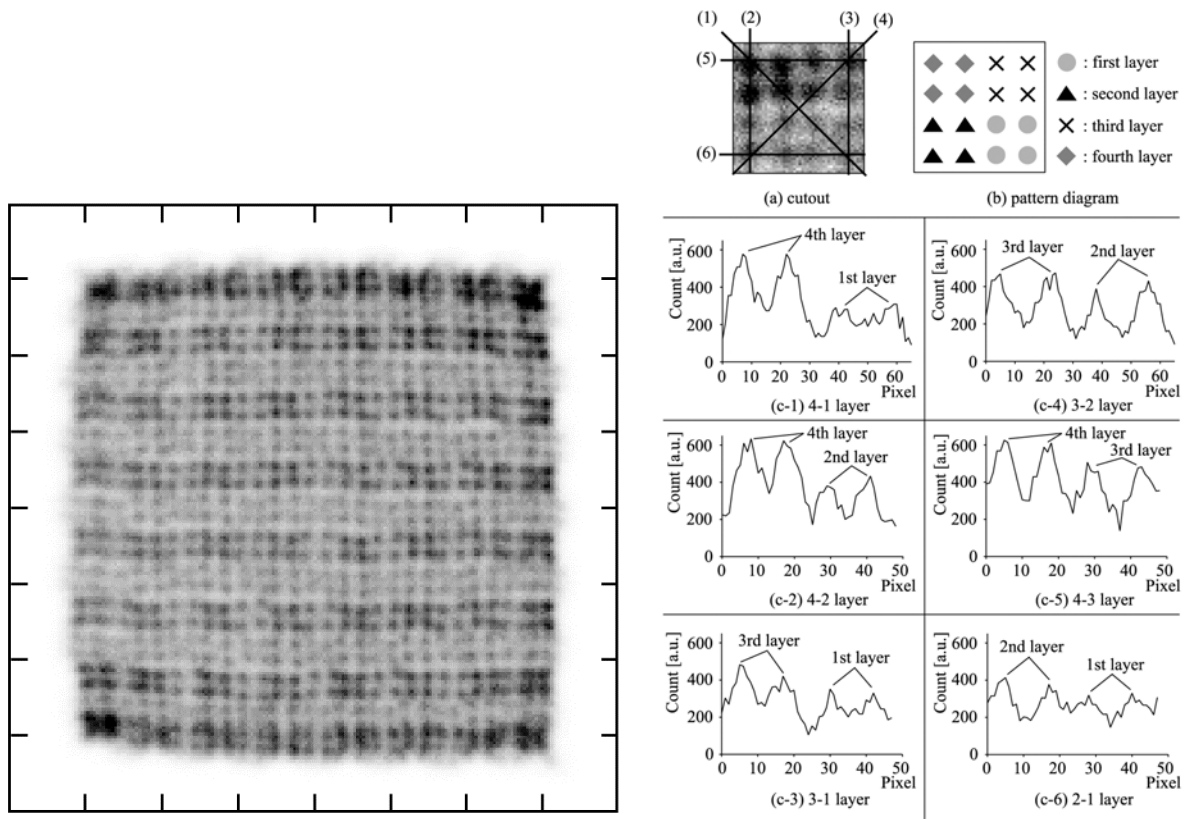 (1) (2) (3) (4)
(5)
(6)
: first layer
: second layer
: third layer
: fourth layer
(a) cutout
(b) pattern diagram
Count [a.u.]
600
400
200
0
4th layer
1st layer
0 10 20 30 40 50 60
Pixel
(c-1) 4-1 layer
Count [a.u.]
600
400
200
0
3rd layer
2nd layer
0 10 20 30 40 50 60
Pixel
(c-4) 3-2 layer
Count [a.u.]
600
400
200
0
4th layer
2nd layer
0 10 20 30 40 50
Pixel
(c-2) 4-2 layer
Count [a.u.]
600
400
200
0
4th layer
3rd layer
0 10 20 30 40 50
Pixel
(c-5) 4-3 layer
Count [a.u.]
600
400
200
0
3rd layer
1st layer
0 10 20 30 40 50
Pixel
(c-3) 3-1 layer
Count [a.u.]
600
400
200
0
2nd layer
1st layer
0 10 20 30 40 50
Pixel
(c-6) 2-1 layer